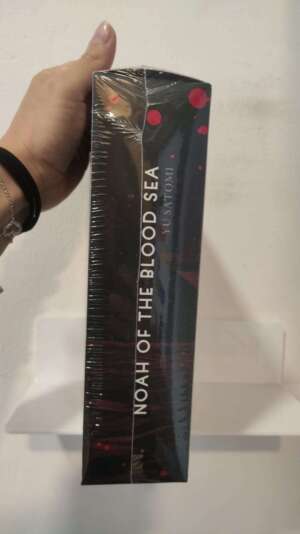 NOAH OF THE BLOOD SEA
YU SATOMI